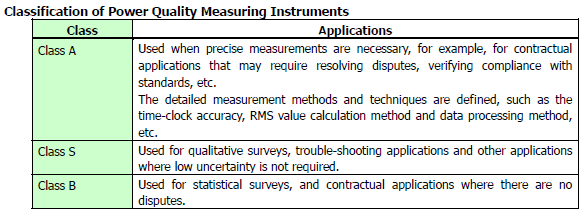 Classification of Power Quality Measuring Instruments
Class Applications
Class A Used when precise measurements are necessary, for example, for contractual
applications that may require resolving disputes, verifying compliance with
standards, etc.
The detailed measurement methods and techniques are defined, such as the
time-clock accuracy, RMS value calculation method and data processing method,
etc.
Class S Used for qualitative surveys, trouble-shooting applications and other applications
where low uncertainty is not required.
Class B Used for statistical surveys, and contractual applications where there are no
disputes.